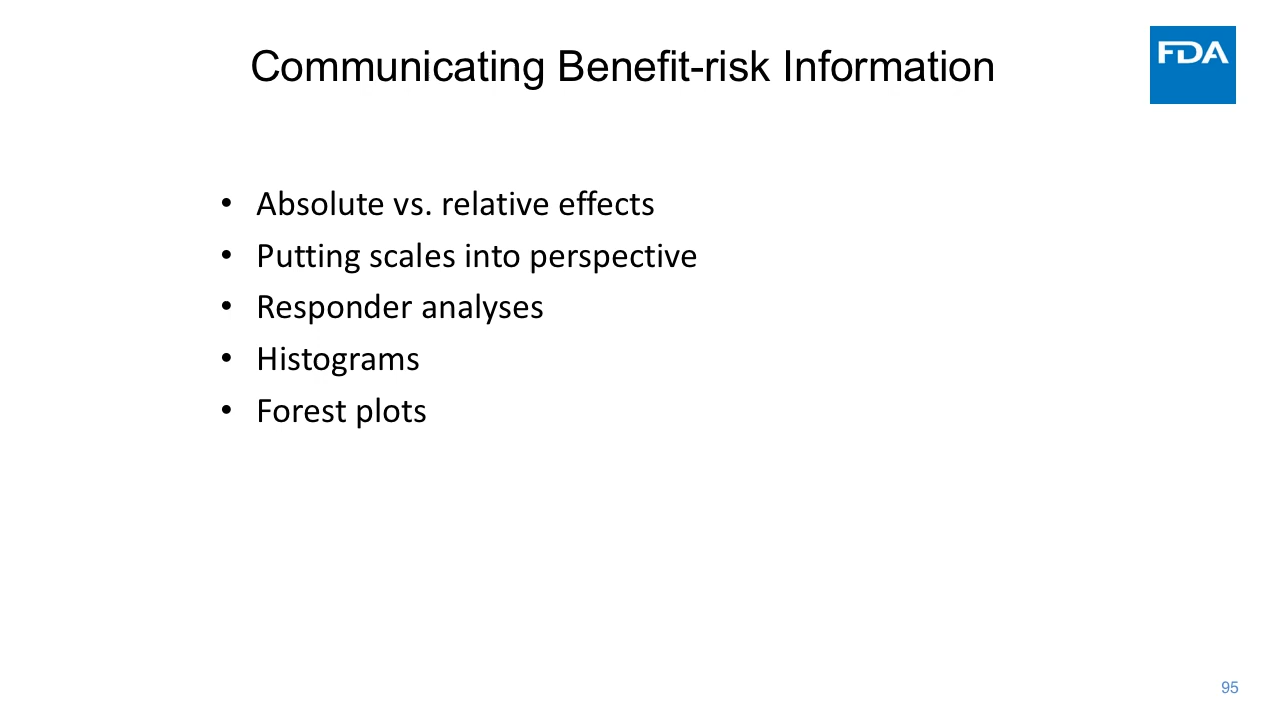 Communicating Benefit-risk Information
FDA
• Absolute vs. relative effects
• Putting scales into perspective
• Responder analyses
• Histograms
• Forest plots
95